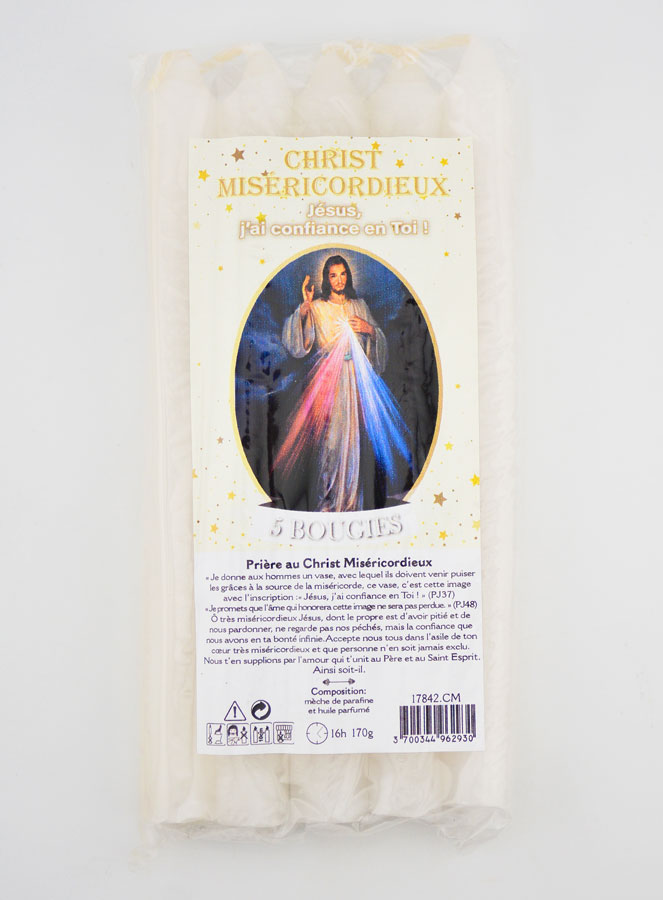 CHRIST
MISÉRICORDIEUX
Jésus,
j'ai confiance en Toi !
5 BOUGIES
Prière au Christ Miséricordieux
« Je donne aux hommes un vase, avec lequel ils doivent venir puiser
les grâces à la source de la miséricorde, ce vase, c'est cette image
avec l'inscription :« Jésus, j'ai confiance en Toi ! » (PJ37)
« Je promets que l'âme qui honorera cette image ne sera pas perdue. » (PJ48)
Ô très miséricordieux Jésus, dont le propre est d'avoir pitié et de
nous pardonner, ne regarde pas nos péchés, mais la confiance que
nous avons en ta bonté infinie. Accepte nous tous dans l'asile de ton
cœur très miséricordieux et que personne n'en soit jamais exclu.
Nous t'en supplions par l'amour qui t'unit au Père et au Saint Esprit.
Ainsi soit-il.
Composition:
mèche de parafine
et huile parfumé
16h 170g
17842.CM
3 700344 962930